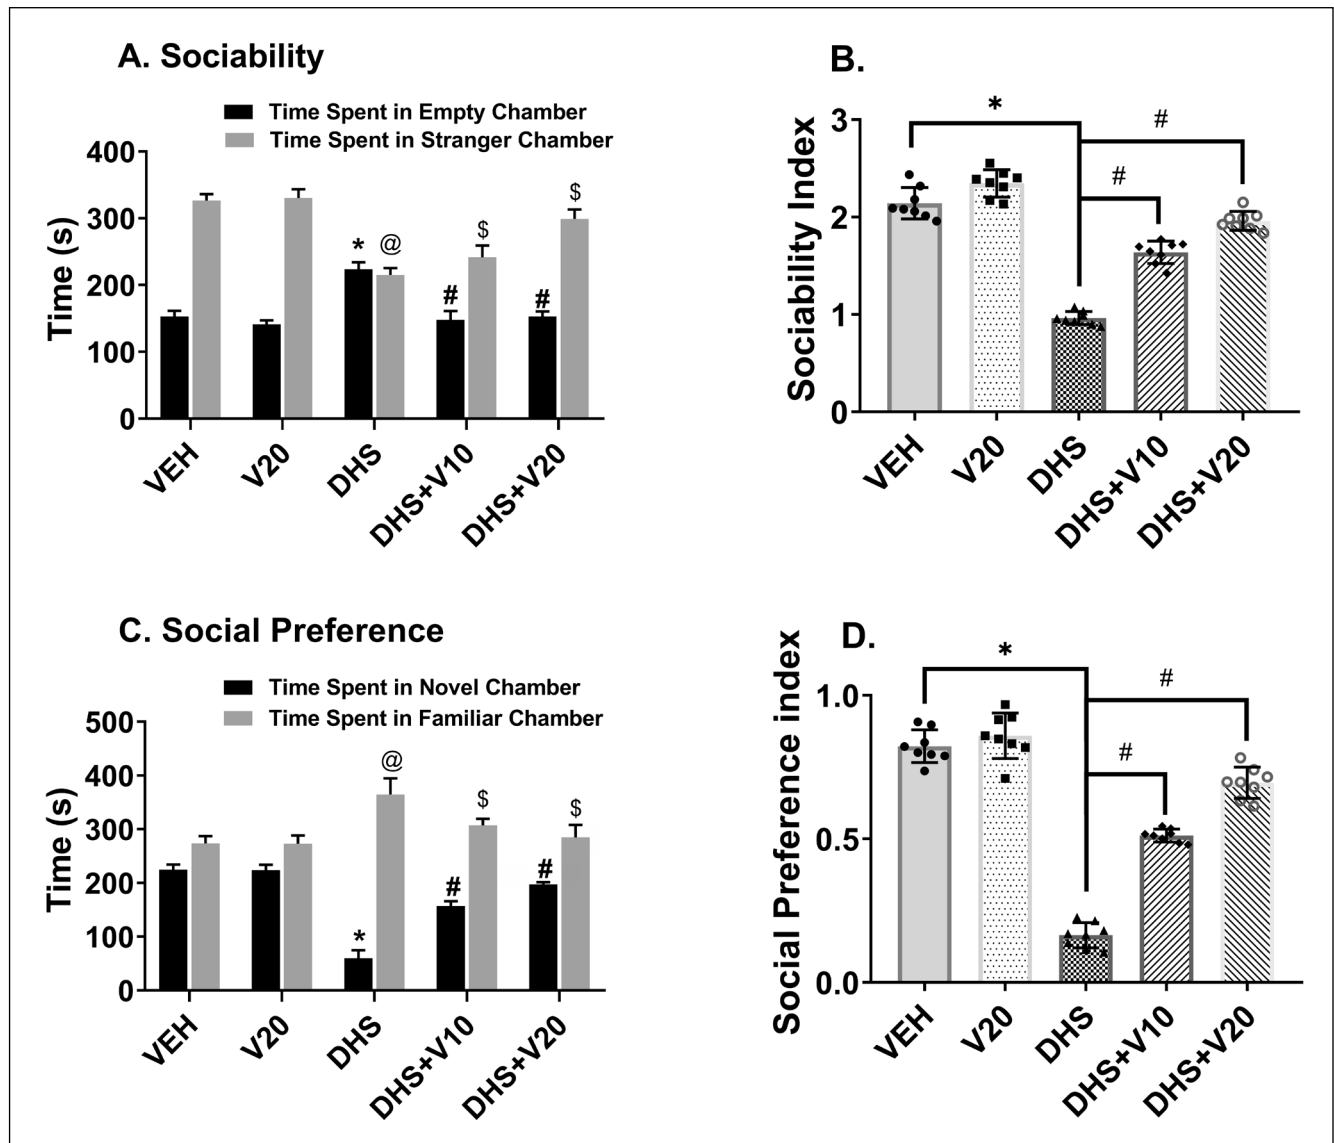 A. Sociability
Time Spent in Empty Chamber
Time Spent in Stranger Chamber
400
300
200
100
0
Time (s)
*
@
#
$
#
$
VEH
V20
DHS
DHS+V10
DHS+V20
B.
Sociability Index
3
2
1
0
*
#
#
VEH
V20
DHS
DHS+V10
DHS+V20
C. Social Preference
Time Spent in Novel Chamber
Time Spent in Familiar Chamber
500
400
300
200
100
0
Time (s)
*
@
#
$
#
$
VEH
V20
DHS
DHS+V10
DHS+V20
D.
Social Preference index
1.0
0.5
0.0
*
#
#
VEH
V20
DHS
DHS+V10
DHS+V20